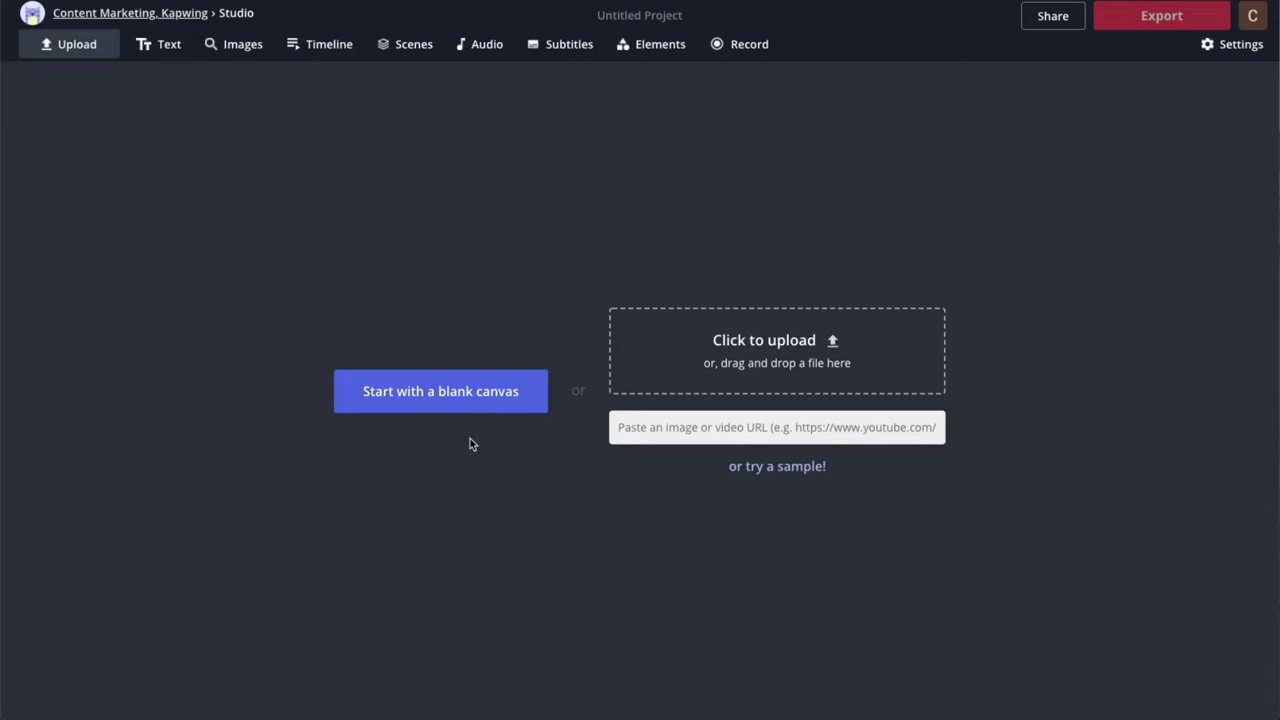 Content Marketing, Kapwing › Studio
Untitled Project
Share
Export
C
Upload
Text
Images
Timeline
Scenes
Audio
Subtitles
Elements
Record
Settings
Start with a blank canvas
or
Click to upload
or, drag and drop a file here
Paste an image or video URL (e.g. https://www.youtube.com/
or try a sample!